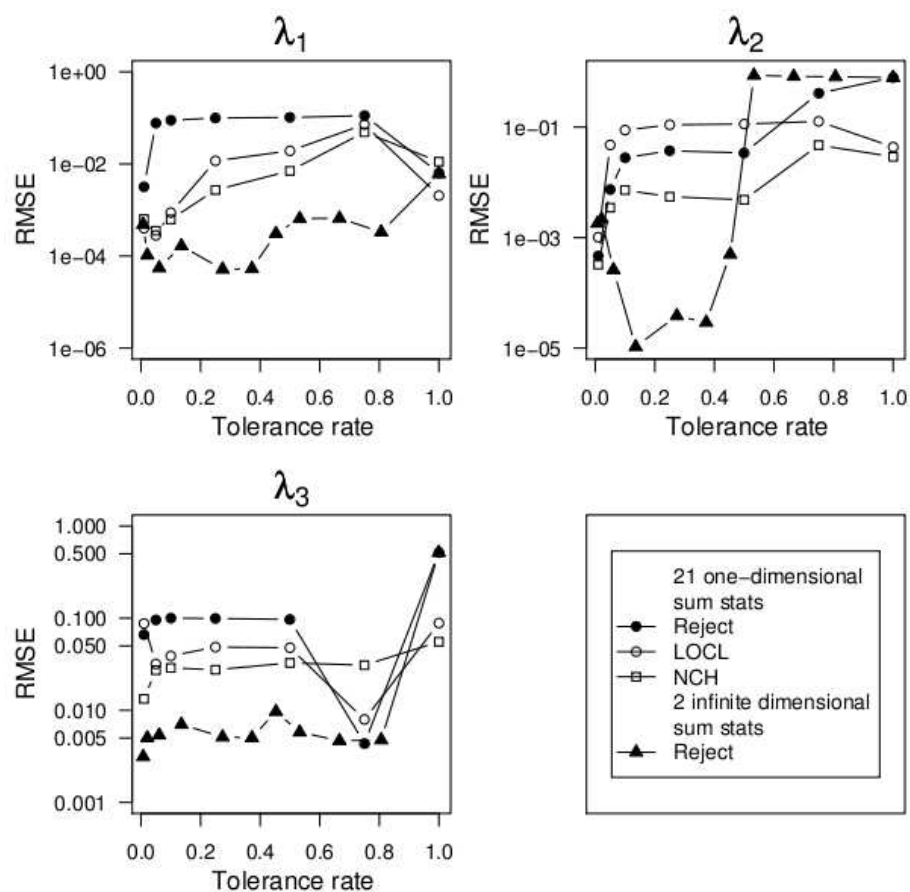 λ1
λ2
1e+00
1e−02
1e−04
1e−06
RMSE
0.0 0.2 0.4 0.6 0.8 1.0
Tolerance rate
1e−01
1e−03
1e−05
RMSE
0.0 0.2 0.4 0.6 0.8 1.0
Tolerance rate
λ3
1.000
0.500
0.100
0.050
0.010
0.005
0.001
RMSE
0.0 0.2 0.4 0.6 0.8 1.0
Tolerance rate
21 one−dimensional
sum stats
Reject
LOCL
NCH
2 infinite dimensional
sum stats
Reject